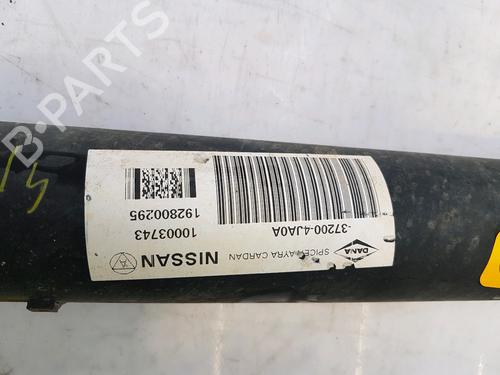 B-PARTS
NISSAN
SPICER AYRA CARDAN
DANA
10003743
-37200-4JA0A
192800295